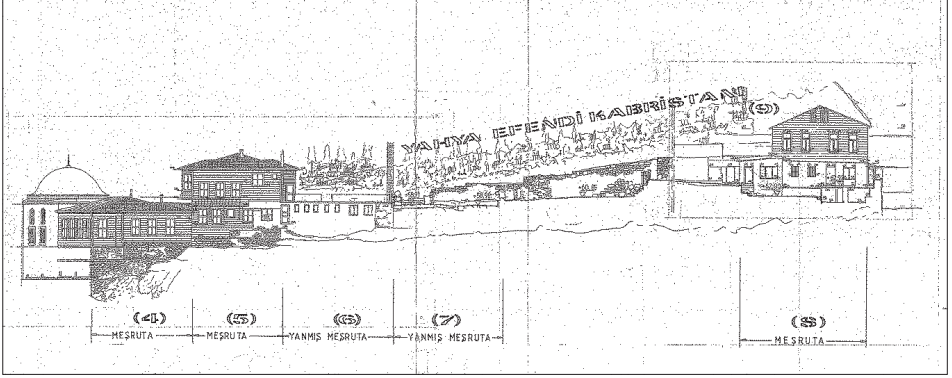 YAHYA EFENDİ KABRİSTANI (9)
(4) (5) (6) (7) (8)
MEŞRUTA MEŞRUTA YANMIŞ MEŞRUTA YANMIŞ MEŞRUTA MEŞRUTA